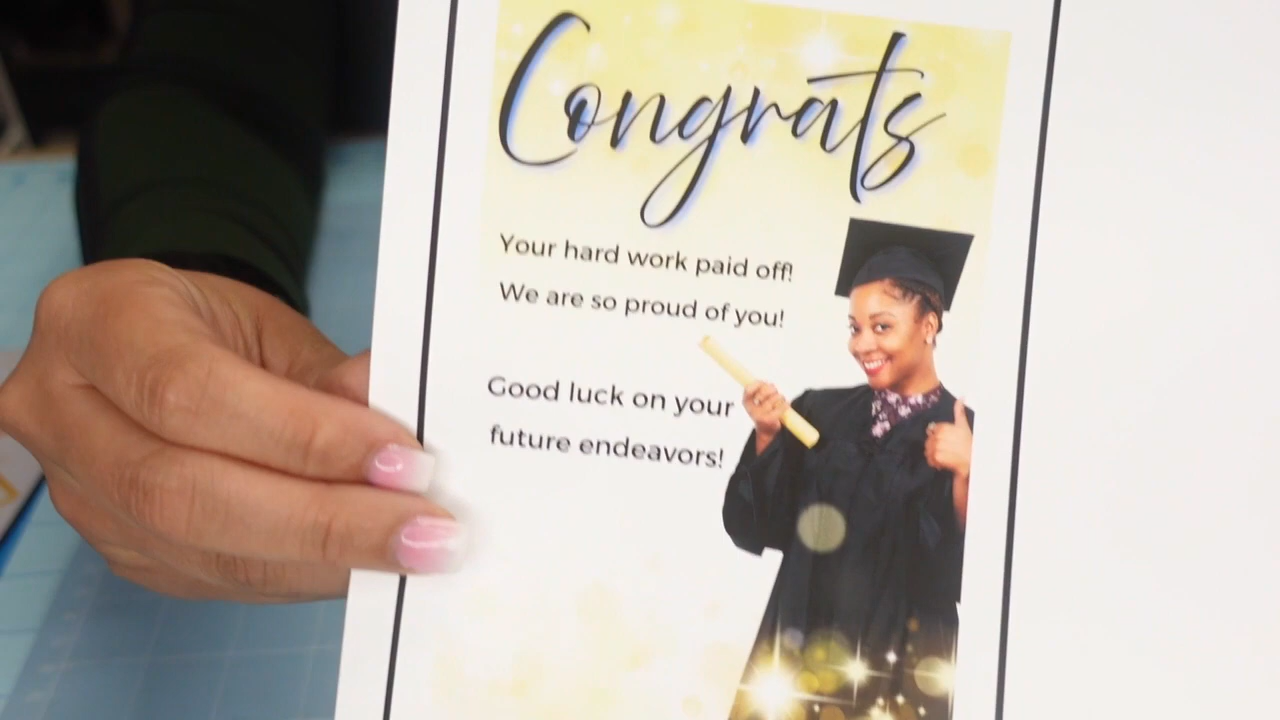 Congrats
Your hard work paid off!
We are so proud of you!
Good luck on your
future endeavors!